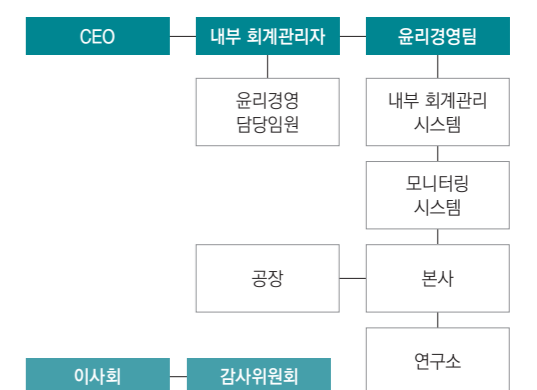 CEO
내부 회계관리자
윤리경영팀
윤리경영
담당임원
내부 회계관리
시스템
모니터링
시스템
공장
본사
연구소
이사회
감사위원회